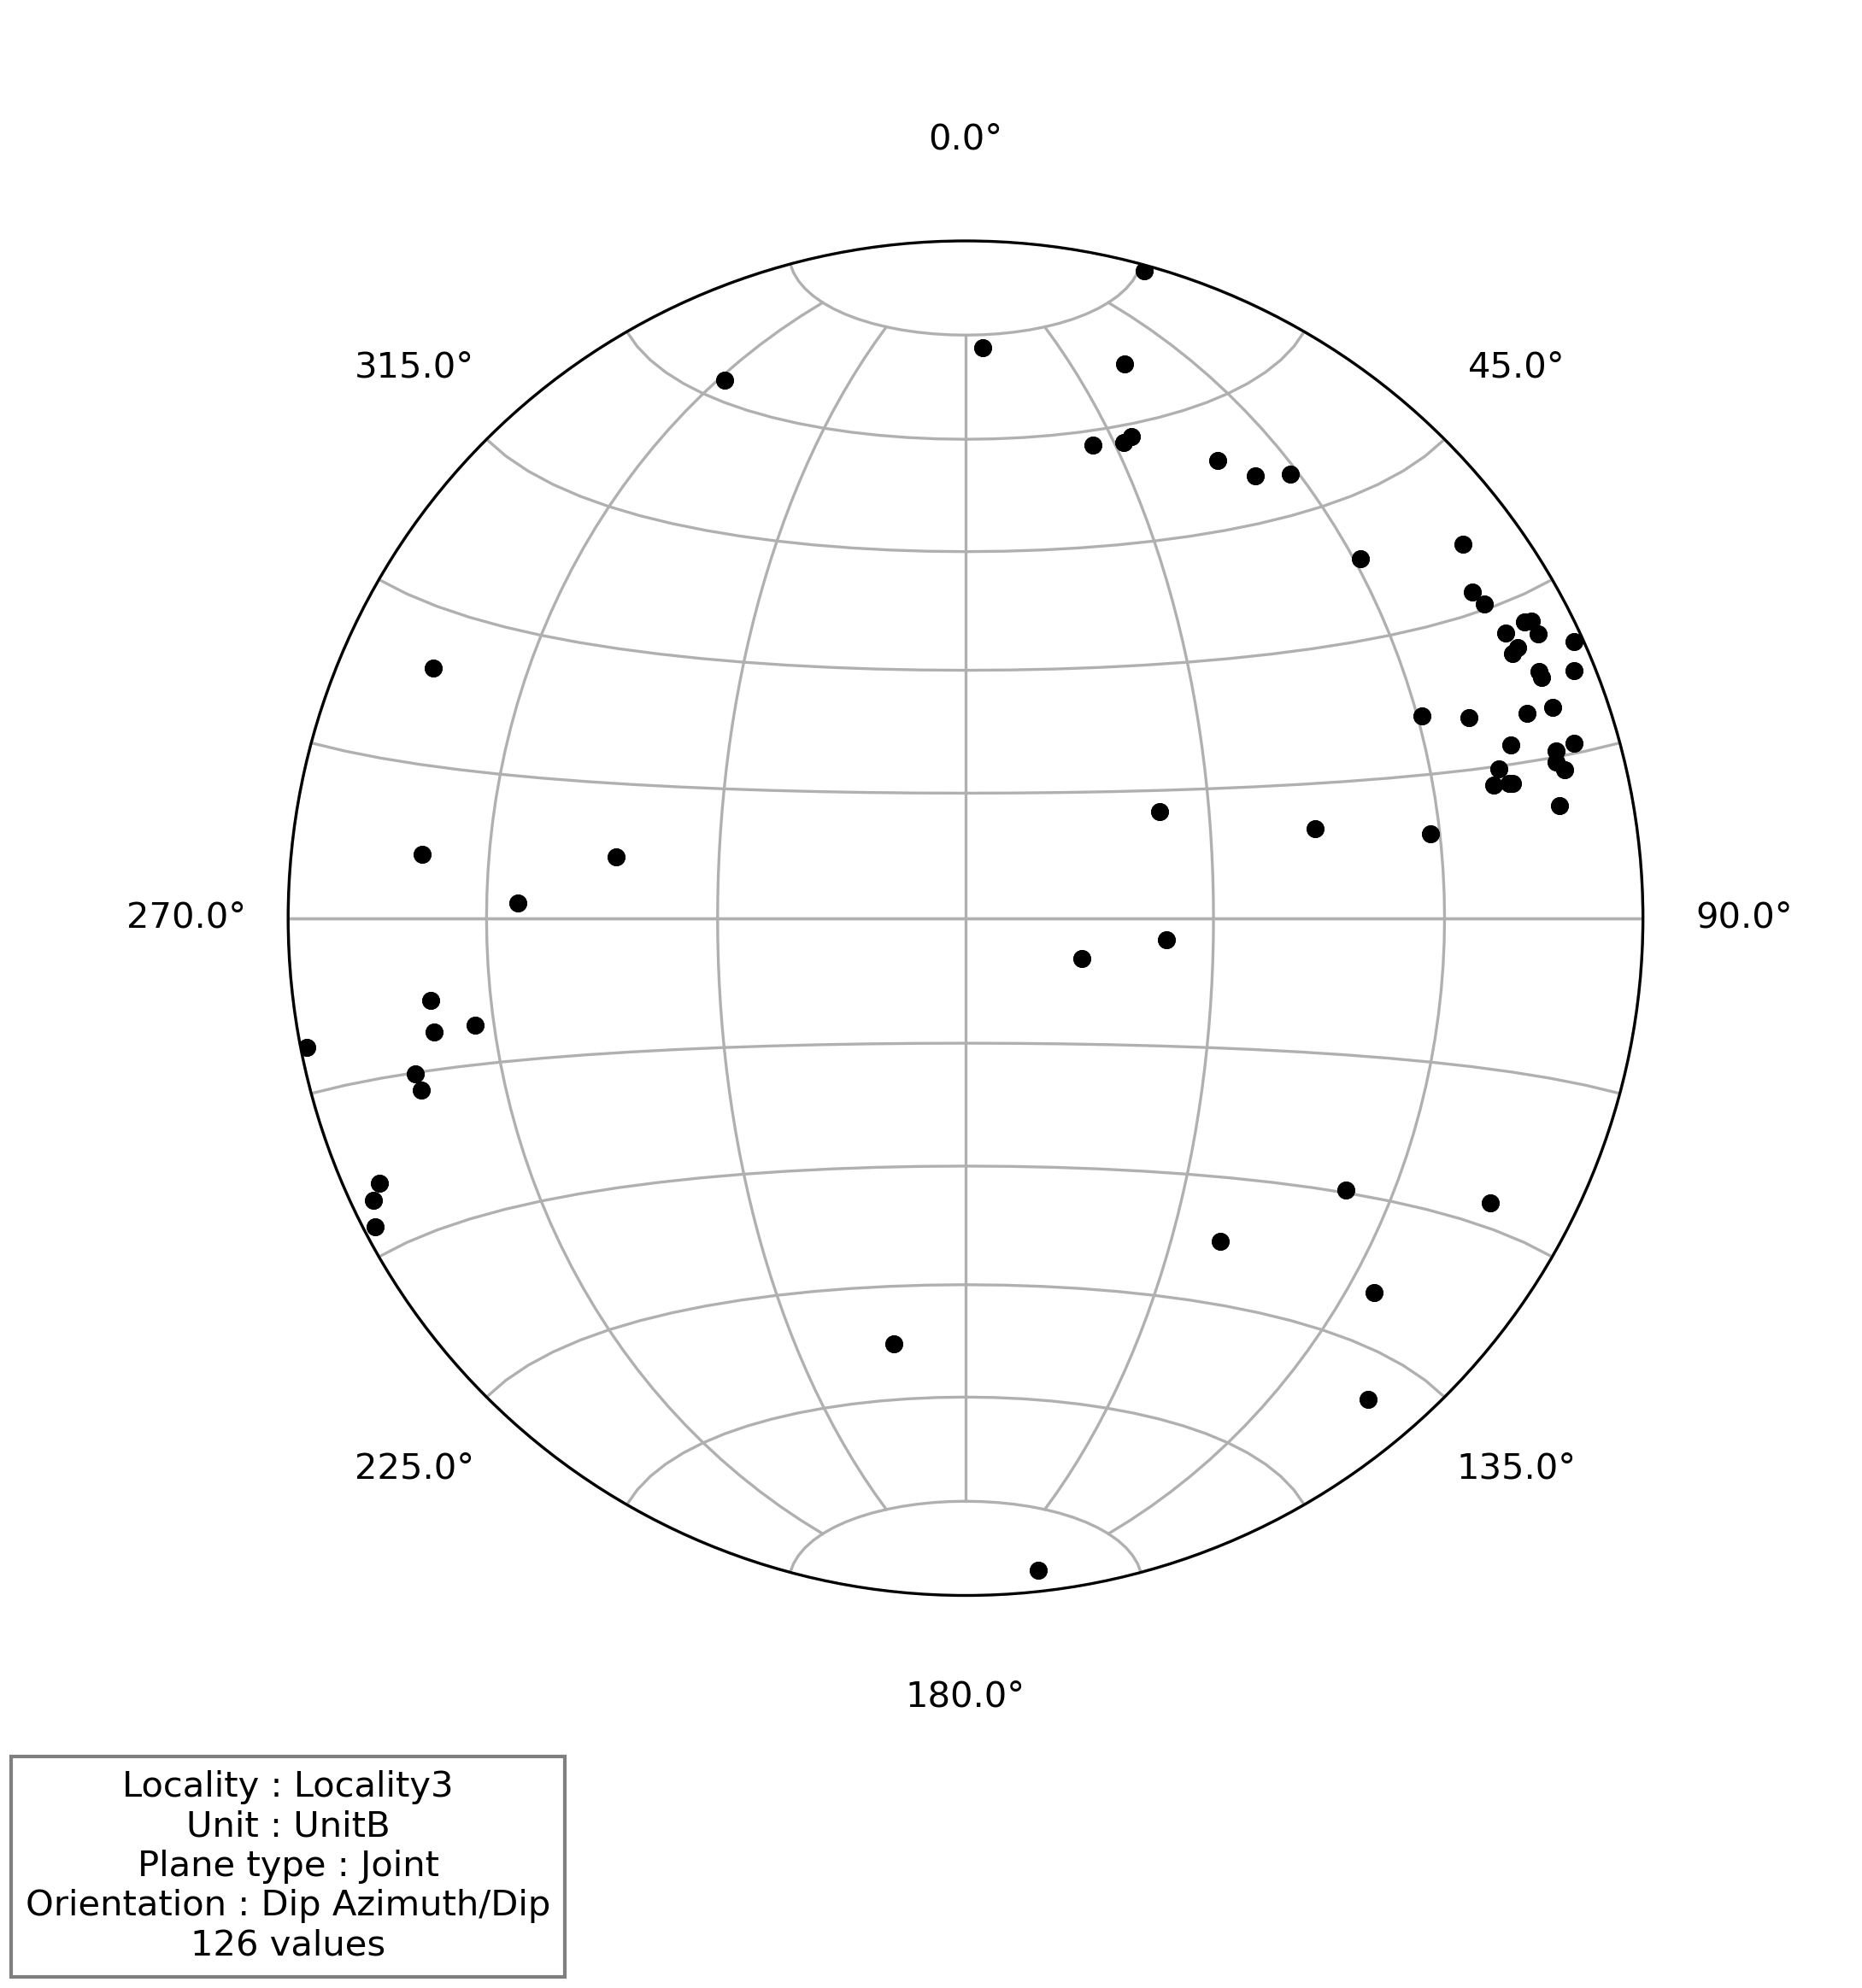 0.0°
315.0°
45.0°
270.0°
90.0°
225.0°
135.0°
180.0°
Locality : Locality3
Unit : UnitB
Plane type : Joint
Orientation : Dip Azimuth/Dip
126 values